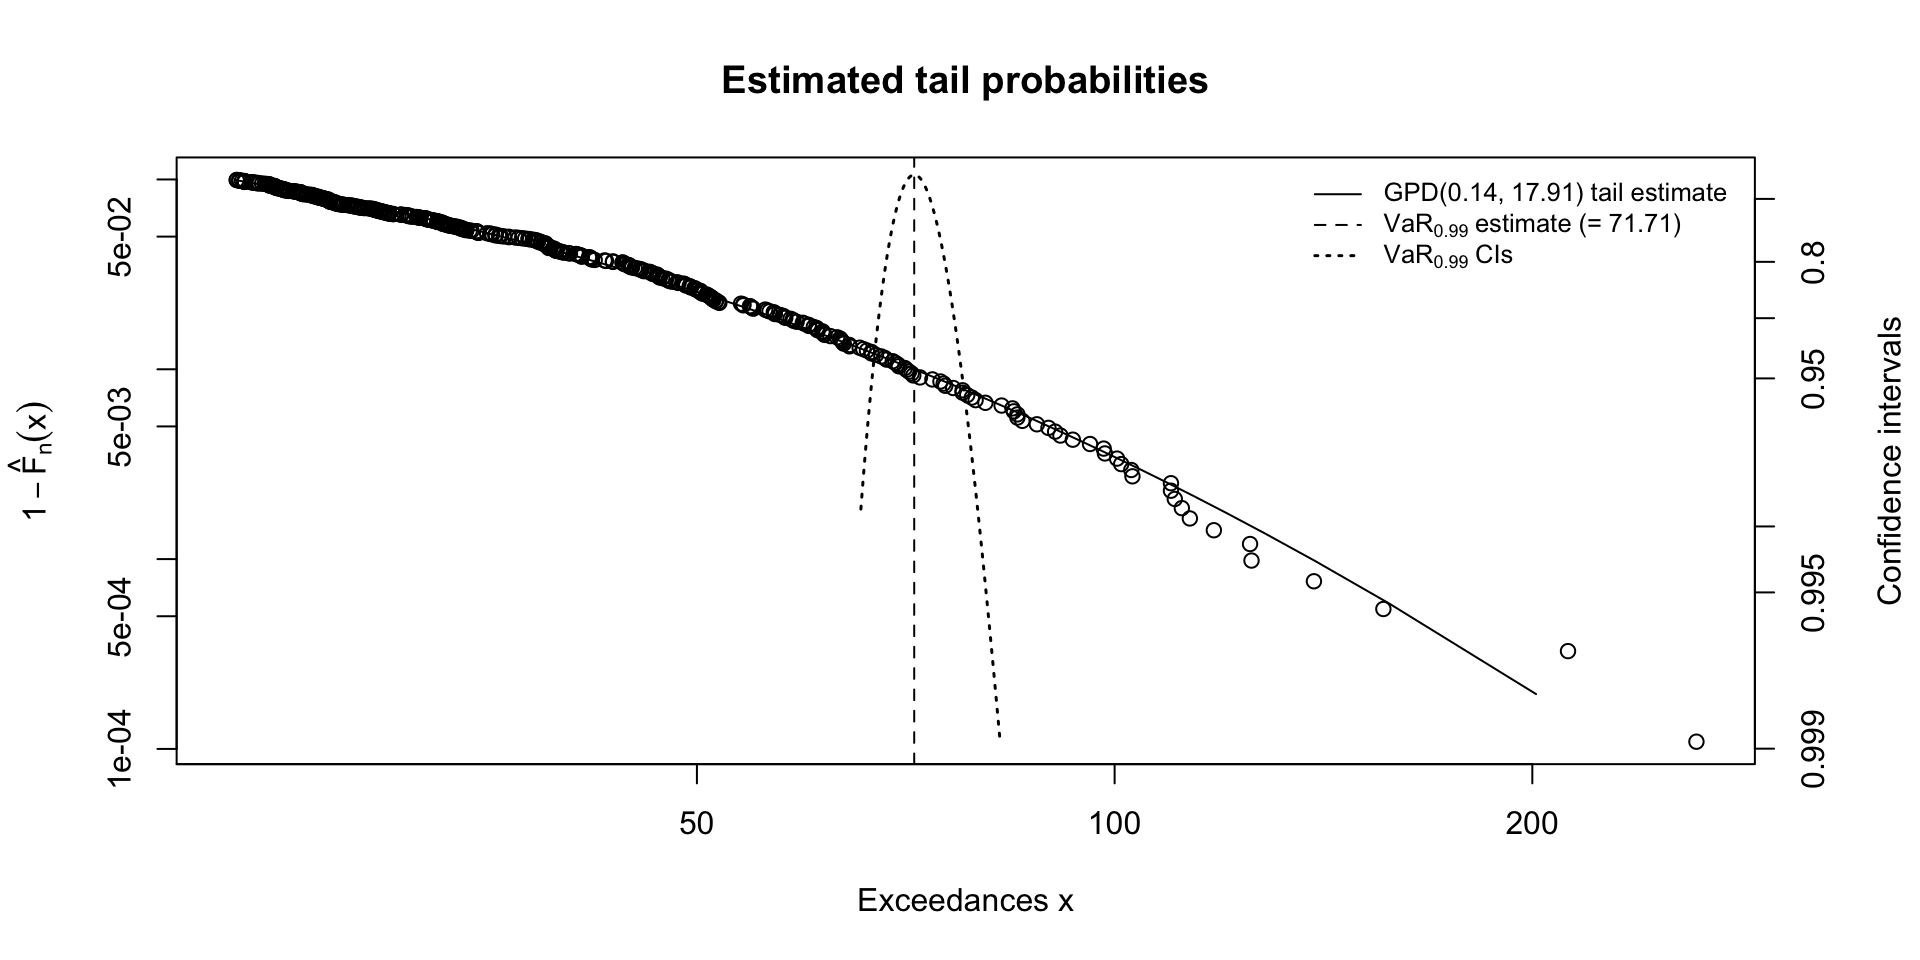 Estimated tail probabilities
GPD(0.14, 17.91) tail estimate
VaR0.99 estimate (= 71.71)
VaR0.99 CIs
1 − F̂n(x)
5e-02
5e-03
5e-04
1e-04
0.8
0.95
0.995
0.999
Confidence intervals
50 100 200
Exceedances x